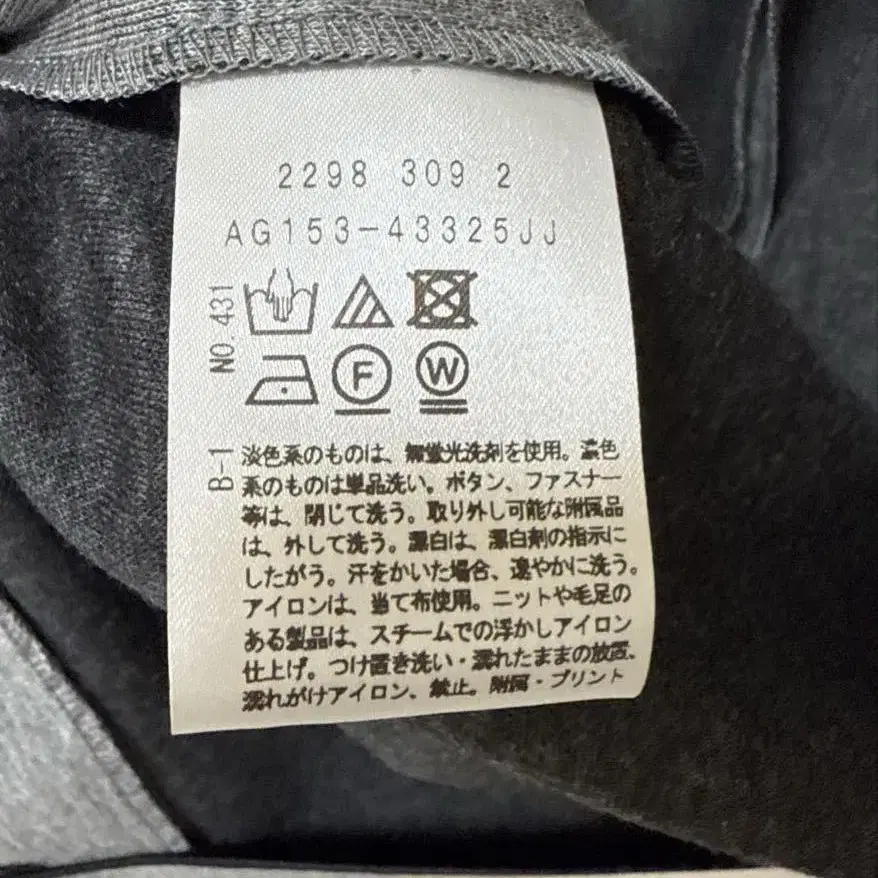 2298 309 2
AG153-43325JJ
NO.431
F
W
B-1
淡色系のものは、無蛍光洗剤を使用。濃色
系のものは単品洗い。ボタン、ファスナー
等は、閉じて洗う。取り外し可能な附属品
は、外して洗う。漂白は、漂白剤の指示に
したがう。汗をかいた場合、速やかに洗う。
アイロンは、当て布使用。ニットや毛足の
ある製品は、スチームでの浮かしアイロン
仕上げ。つけ置き洗い・濡れたままの放置、
濡れがけアイロン、禁止。附属・プリント